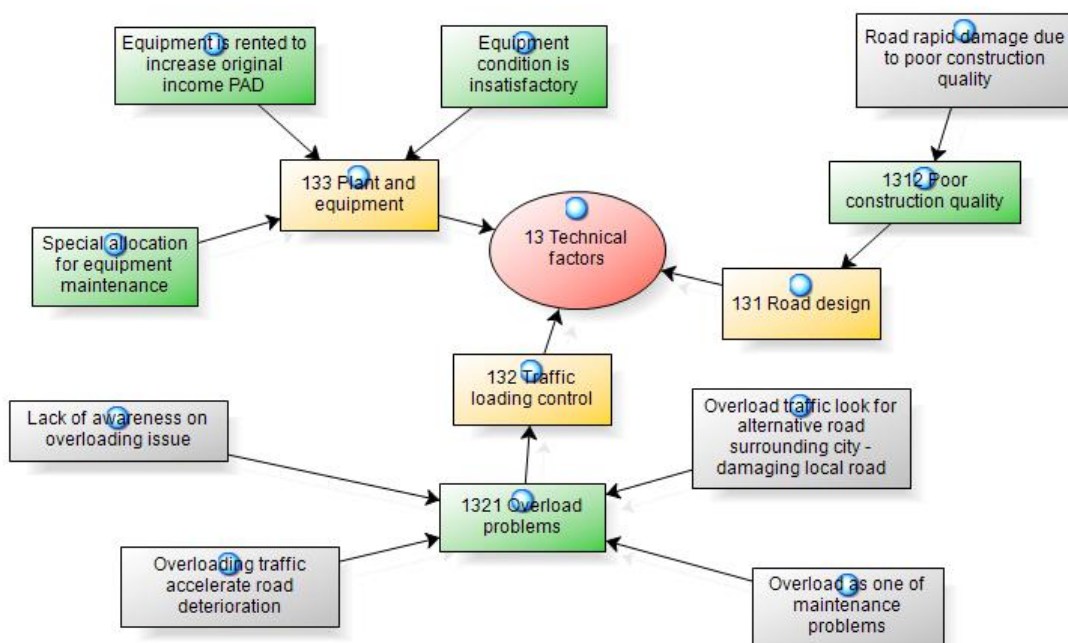 Equipment is rented to
increase original
income PAD
Equipment
condition is
insatisfactory
Road rapid damage due
to poor construction
quality
133 Plant and
equipment
1312 Poor
construction quality
Special allocation
for equipment
maintenance
13 Technical
factors
131 Road design
132 Traffic
loading control
Lack of awareness on
overloading issue
Overload traffic look for
alternative road
surrounding city -
damaging local road
1321 Overload
problems
Overloading traffic
accelerate road
deterioration
Overload as one of
maintenance
problems